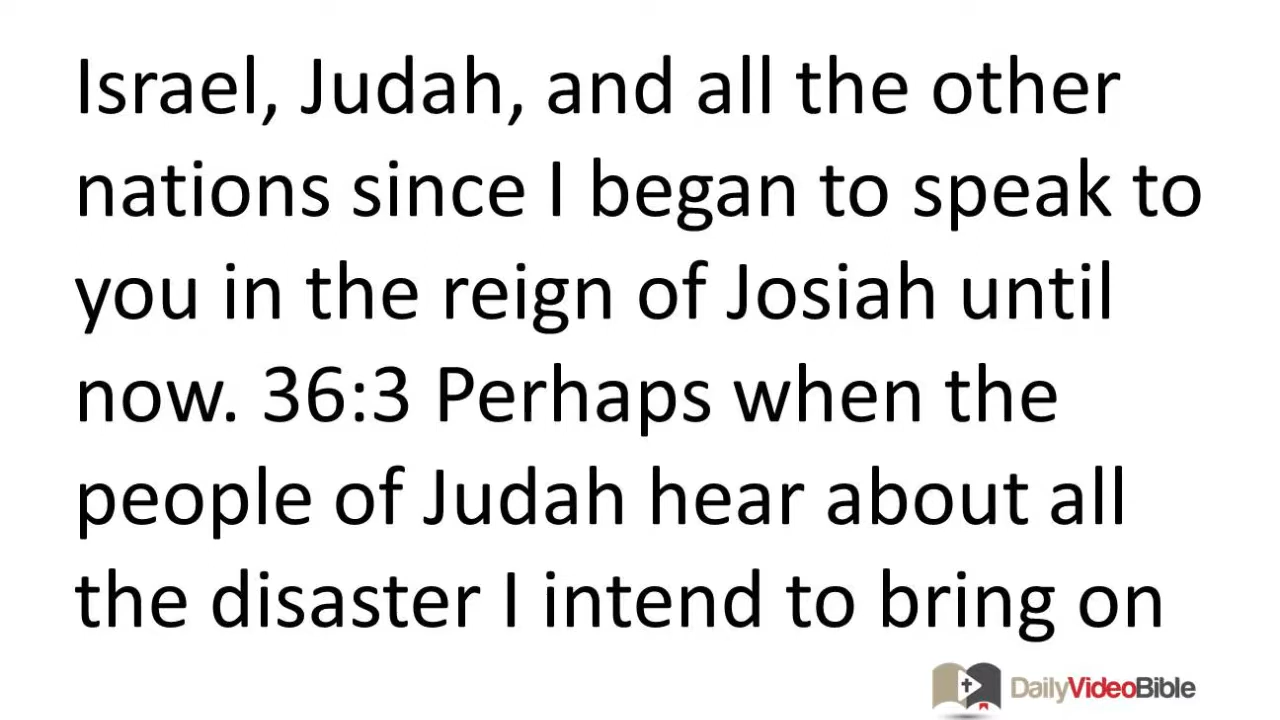 Israel, Judah, and all the other
nations since I began to speak to
you in the reign of Josiah until
now. 36:3 Perhaps when the
people of Judah hear about all
the disaster I intend to bring on
DailyVideoBible